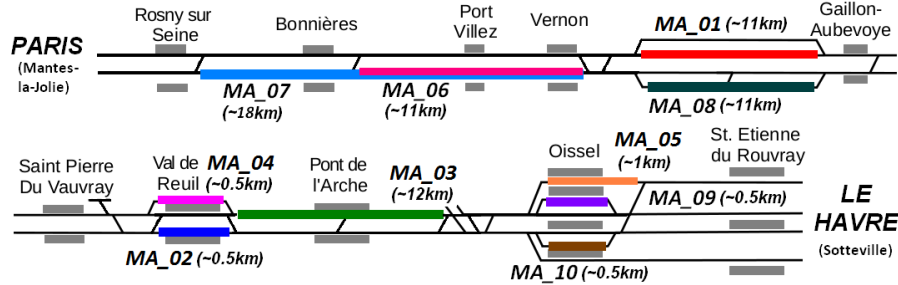 Rosny sur
Seine
Bonnières
Port
Villez
Vernon
MA_01 (~11km)
Gaillon-
Aubevoye
PARIS
(Mantes-
la-Jolie)
MA_07
(~18km)
MA_06
(~11km)
MA_08 (~11km)
Saint Pierre
Du Vauvray
Val de
Reuil
MA_04
(~0.5km)
Pont de
l'Arche
MA_03
(~12km)
Oissel
MA_05
(~1km)
St. Etienne
du Rouvray
MA_09 (~0.5km)
LE
HAVRE
(Sotteville)
MA_02 (~0.5km)
MA_10 (~0.5km)